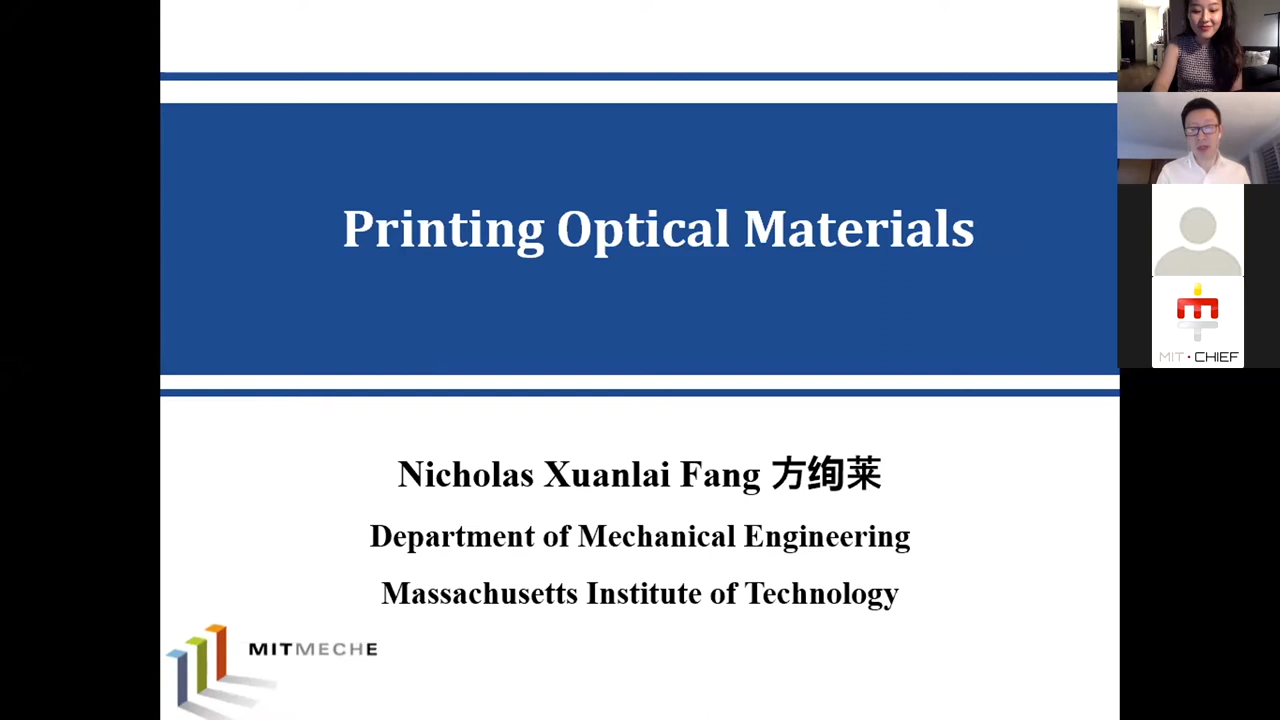 Printing Optical Materials
Nicholas Xuanlai Fang 方绚莱
Department of Mechanical Engineering
Massachusetts Institute of Technology
MITMECHE
MIT·CHIEF